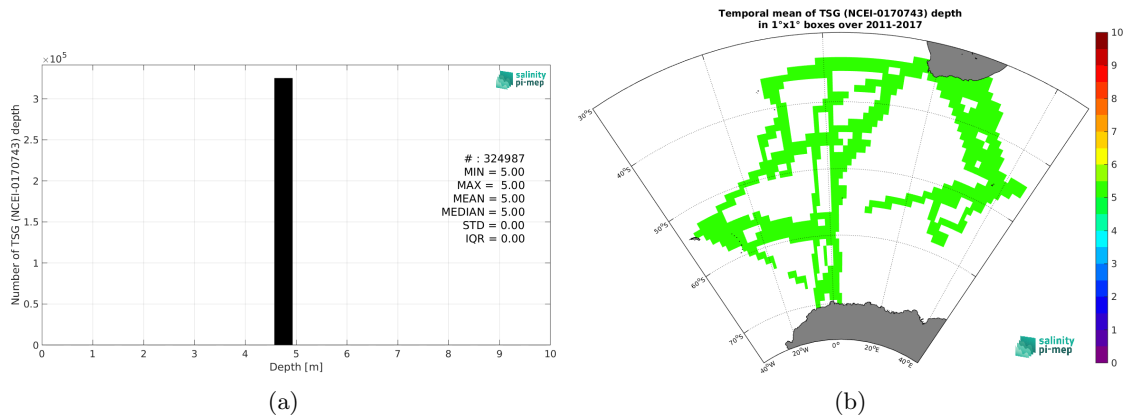 ×10⁵
Number of TSG (NCEI-0170743) depth
3
2.5
2
1.5
1
0.5
0
0 1 2 3 4 5 6 7 8 9 10
Depth [m]
salinity
pi-mep
# : 324987
MIN = 5.00
MAX = 5.00
MEAN = 5.00
MEDIAN = 5.00
STD = 0.00
IQR = 0.00
(a)
Temporal mean of TSG (NCEI-0170743) depth
in 1°x1° boxes over 2011-2017
30°S
40°S
50°S
60°S
70°S
40°W
20°W
0°
20°E
40°E
10
9
8
7
6
5
4
3
2
1
0
salinity
pi-mep
(b)